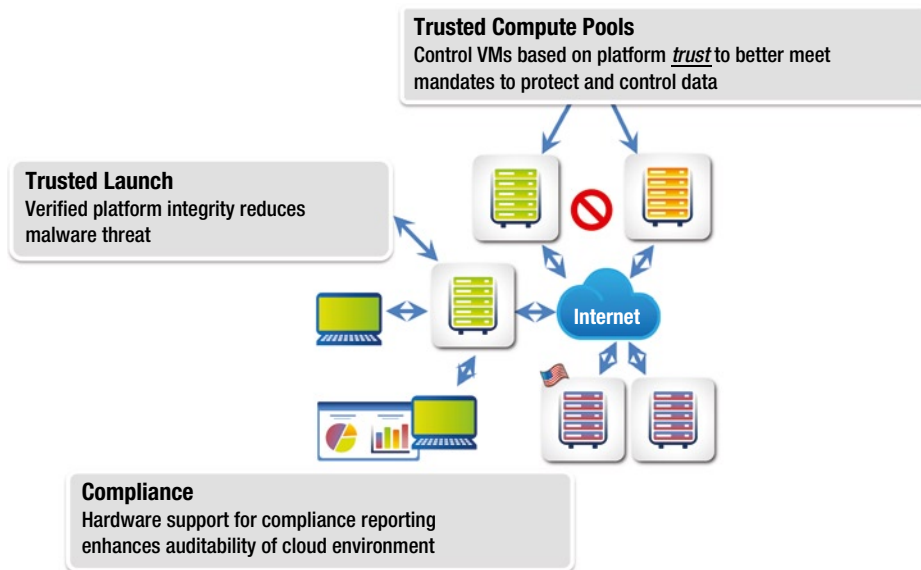 Trusted Compute Pools
Control VMs based on platform trust to better meet
mandates to protect and control data
Trusted Launch
Verified platform integrity reduces
malware threat
Internet
Compliance
Hardware support for compliance reporting
enhances auditability of cloud environment